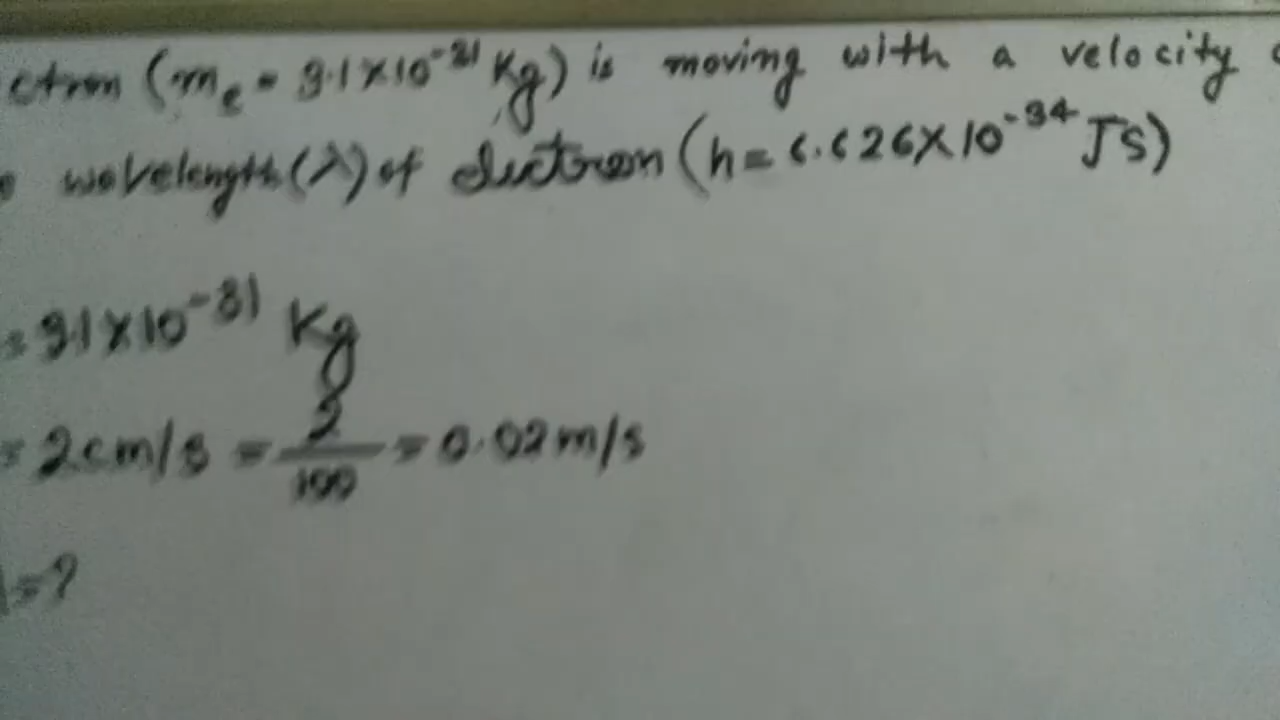 ctron (me = 9.1×10⁻³¹ Kg) is moving with a velocity
wavelength(λ) of electron (h = 6.626×10⁻³⁴ JS)
= 9.1×10⁻³¹ Kg
= 2cm/s = 2/100 = 0.02m/s
=?